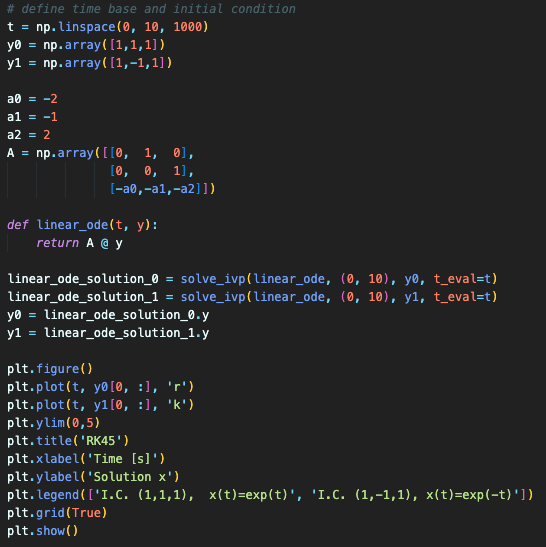 # define time base and initial condition
t = np.linspace(0, 10, 1000)
y0 = np.array([1,1,1])
y1 = np.array([1,-1,1])

a0 = -2
a1 = -1
a2 = 2
A = np.array([[0,  1,  0],
              [0,  0,  1],
              [-a0,-a1,-a2]])

def linear_ode(t, y):
    return A @ y

linear_ode_solution_0 = solve_ivp(linear_ode, (0, 10), y0, t_eval=t)
linear_ode_solution_1 = solve_ivp(linear_ode, (0, 10), y1, t_eval=t)
y0 = linear_ode_solution_0.y
y1 = linear_ode_solution_1.y

plt.figure()
plt.plot(t, y0[0, :], 'r')
plt.plot(t, y1[0, :], 'k')
plt.ylim(0,5)
plt.title('RK45')
plt.xlabel('Time [s]')
plt.ylabel('Solution x')
plt.legend(['I.C. (1,1,1),  x(t)=exp(t)', 'I.C. (1,-1,1), x(t)=exp(-t)'])
plt.grid(True)
plt.show()